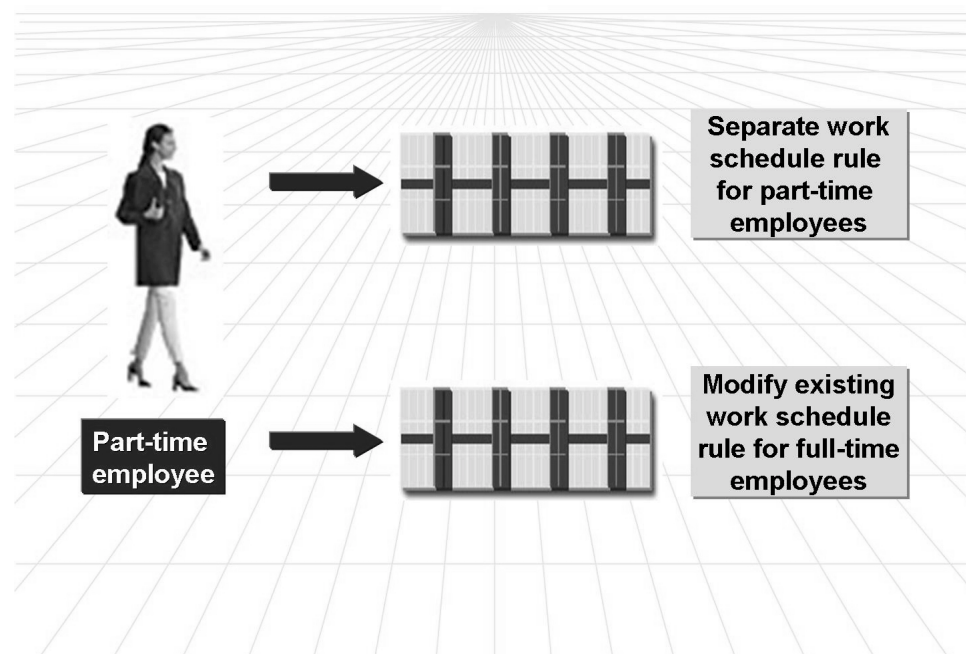 Separate work
schedule rule
for part-time
employees
Part-time
employee
Modify existing
work schedule
rule for full-time
employees